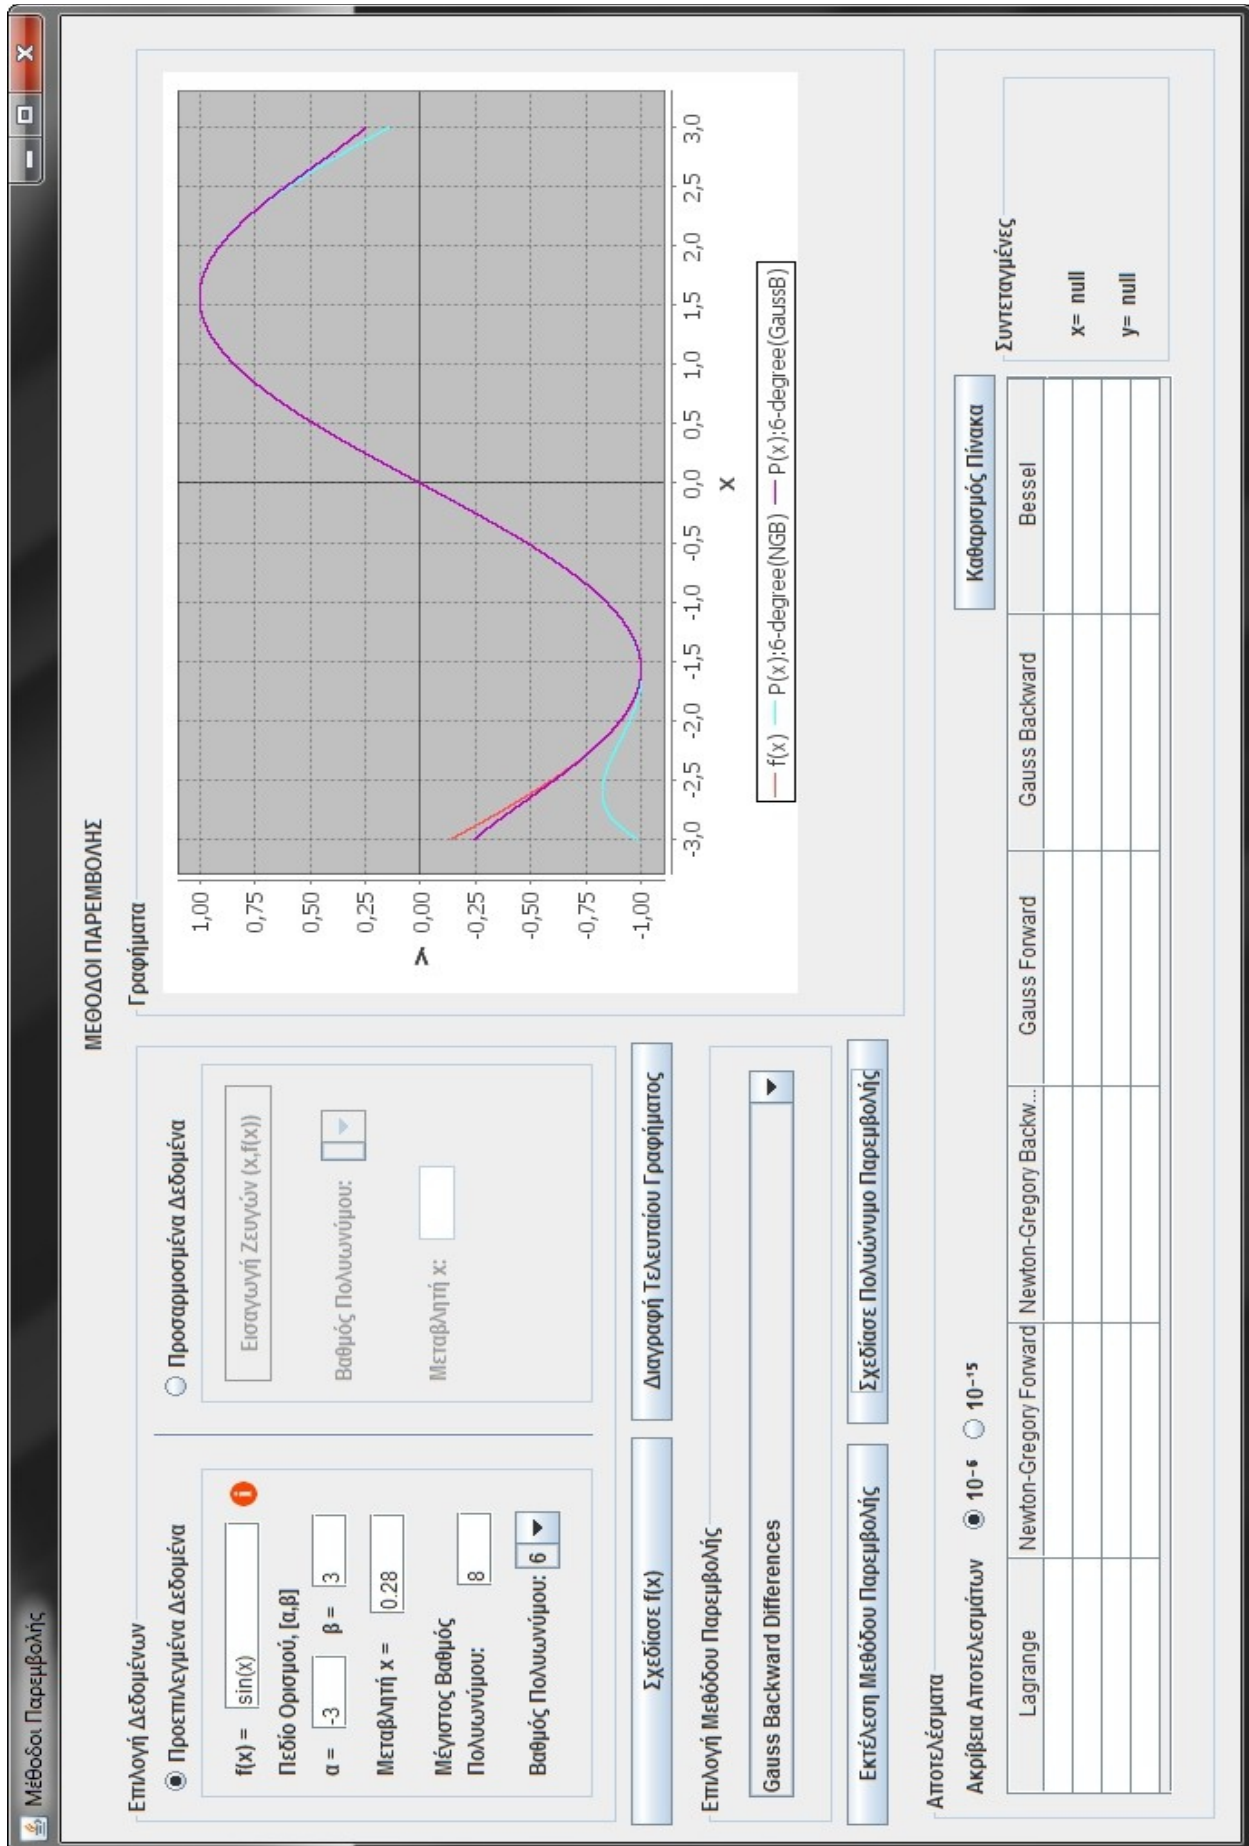 Μέθοδοι Παρεμβολής
ΜΕΘΟΔΟΙ ΠΑΡΕΜΒΟΛΗΣ
Επιλογή Δεδομένων
Προεπιλεγμένα Δεδομένα
f(x) = sin(x)
Πεδίο Ορισμού, [α,β]
α = -3 β = 3
Μεταβλητή x = 0.28
Μέγιστος Βαθμός
Πολυωνύμου: 8
Βαθμός Πολυωνύμου: 6
Προσαρμοσμένα Δεδομένα
Εισαγωγή Ζευγών (x,f(x))
Βαθμός Πολυωνύμου:
Μεταβλητή x:
Σχεδίασε f(x)
Διαγραφή Τελευταίου Γραφήματος
Επιλογή Μεθόδου Παρεμβολής
Gauss Backward Differences
Εκτέλεση Μεθόδου Παρεμβολής
Σχεδίασε Πολυώνυμο Παρεμβολής
Γραφήματα
1,00
0,75
0,50
0,25
0,00
-0,25
-0,50
-0,75
-1,00
Y
-3,0 -2,5 -2,0 -1,5 -1,0 -0,5 0,0 0,5 1,0 1,5 2,0 2,5 3,0
X
f(x) P(x):6-degree(NGB) P(x):6-degree(GaussB)
Αποτελέσματα
Ακρίβεια Αποτελεσμάτων 10⁻⁶ 10⁻¹⁵
Καθαρισμός Πίνακα
Lagrange Newton-Gregory Forward Newton-Gregory Backw... Gauss Forward Gauss Backward Bessel
Συντεταγμένες
x= null
y= null